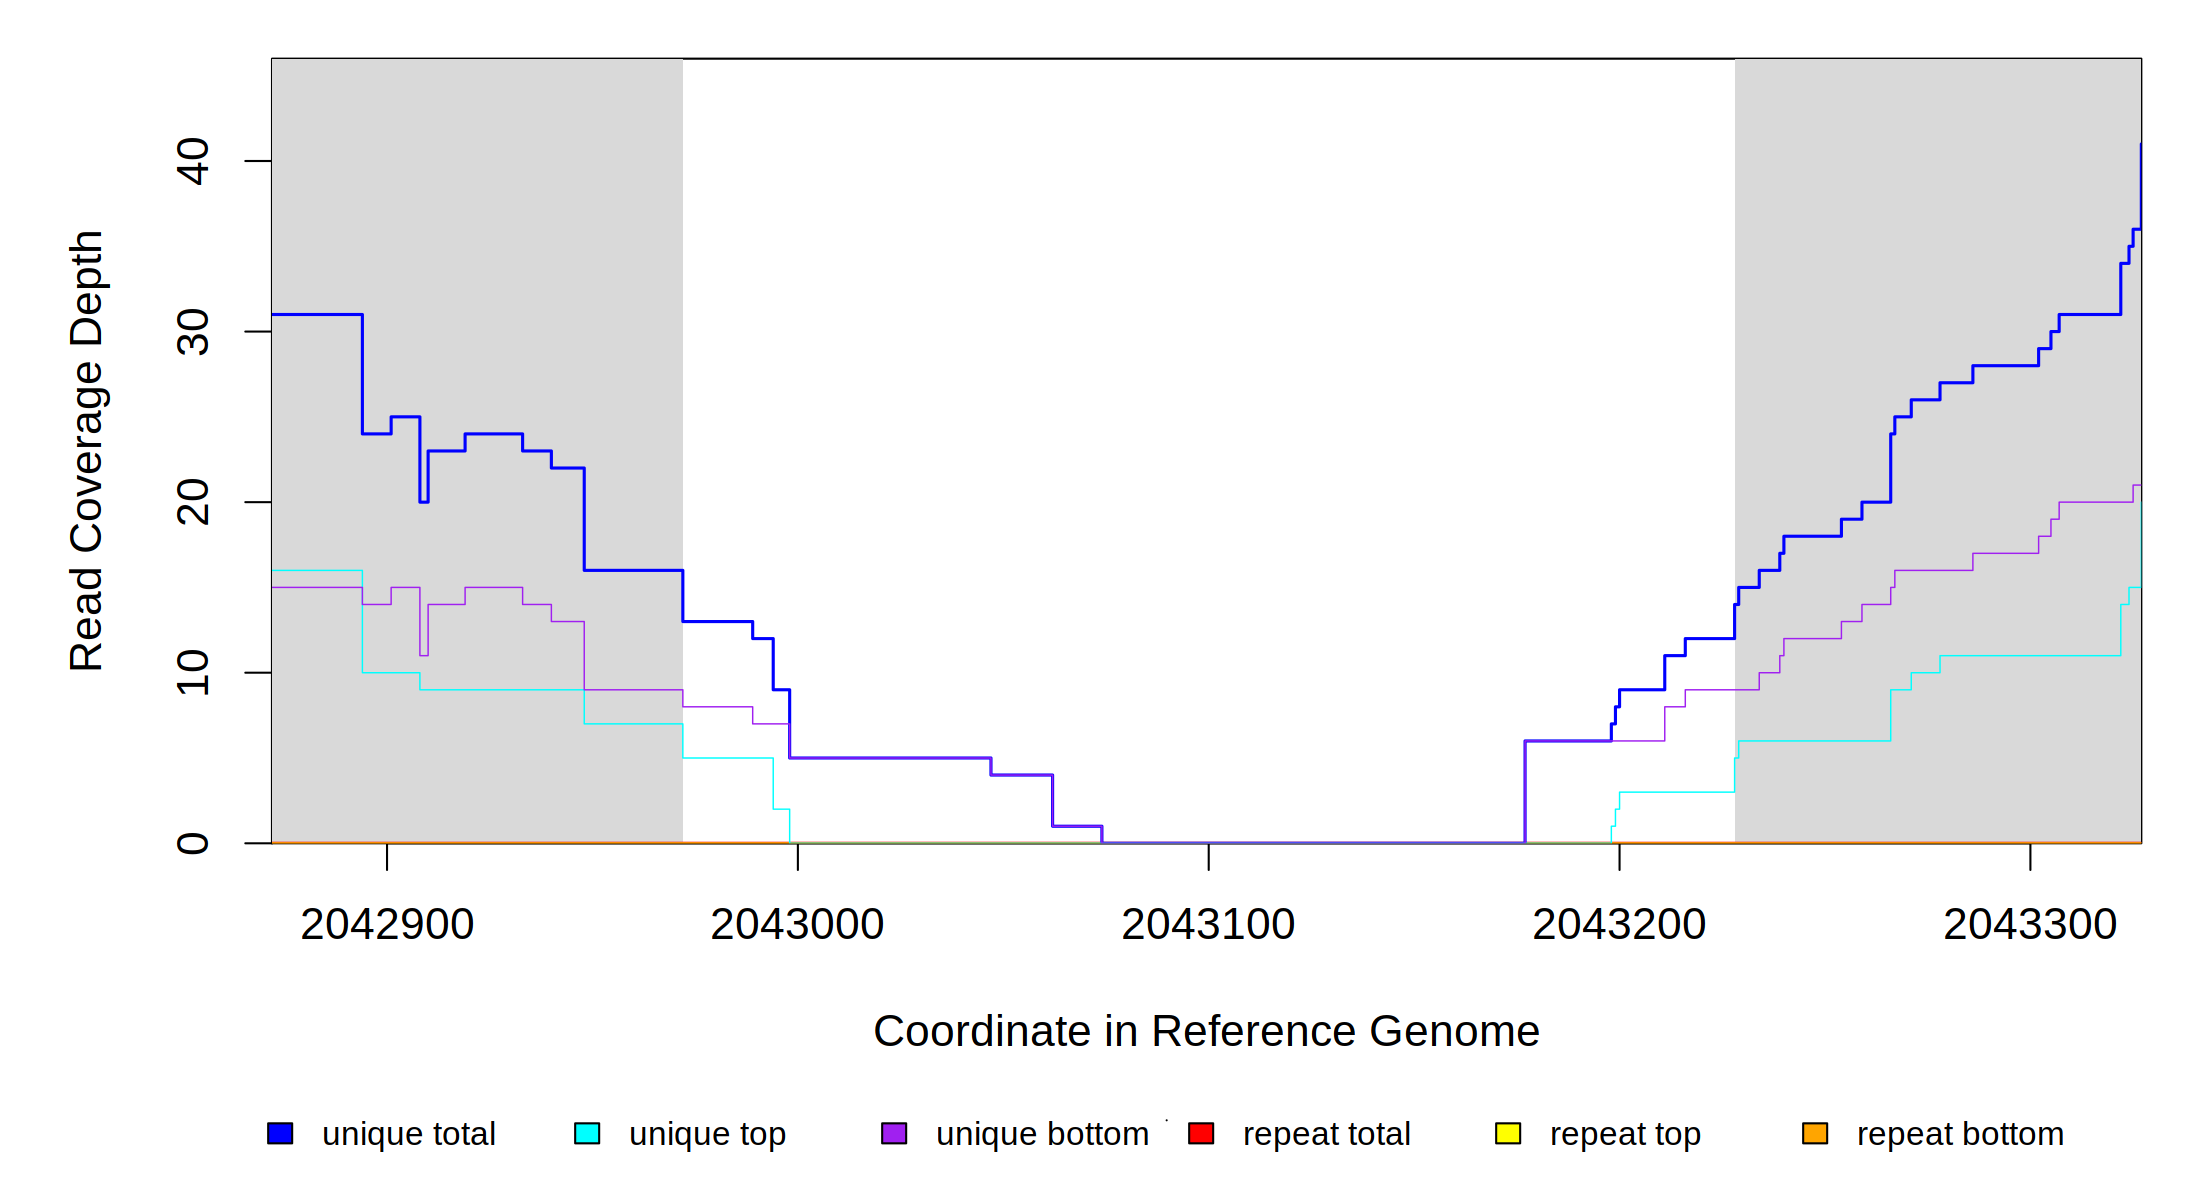 40
30
20
10
0
Read Coverage Depth
2042900 2043000 2043100 2043200 2043300
Coordinate in Reference Genome
unique total unique top unique bottom repeat total repeat top repeat bottom